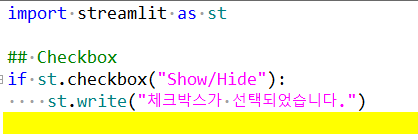 import streamlit as st

## Checkbox
if st.checkbox("Show/Hide"):
    st.write("체크박스가 선택되었습니다.")